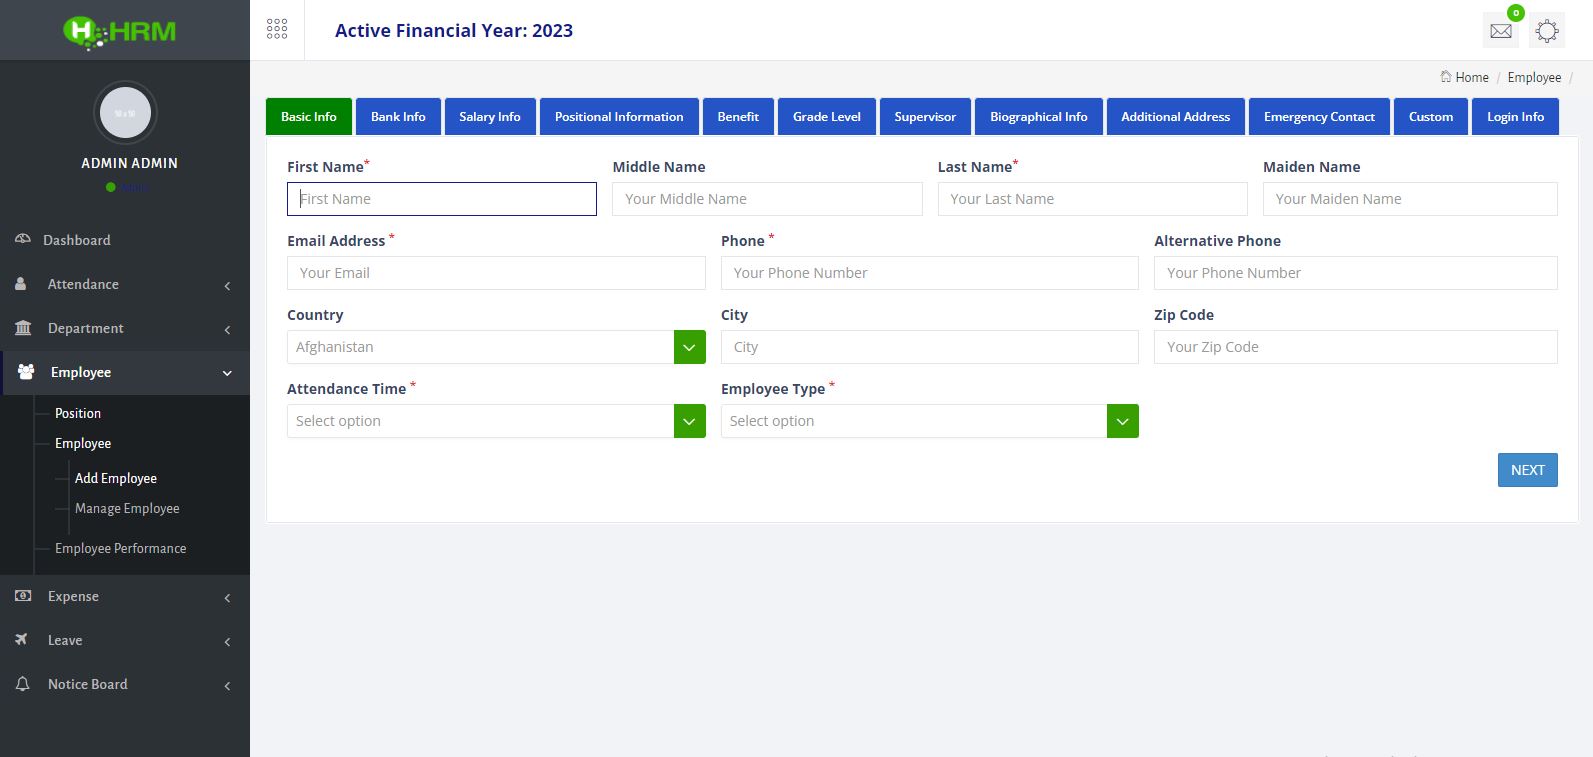 H HRM
Active Financial Year: 2023
0
Home / Employee /
ADMIN ADMIN
Dashboard
Attendance
Department
Employee
Position
Employee
Add Employee
Manage Employee
Employee Performance
Expense
Leave
Notice Board
Basic Info Bank Info Salary Info Positional Information Benefit Grade Level Supervisor Biographical Info Additional Address Emergency Contact Custom Login Info
First Name* Middle Name Last Name* Maiden Name
First Name Your Middle Name Your Last Name Your Maiden Name
Email Address * Phone * Alternative Phone
Your Email Your Phone Number Your Phone Number
Country City Zip Code
Afghanistan City Your Zip Code
Attendance Time * Employee Type *
Select option Select option
NEXT